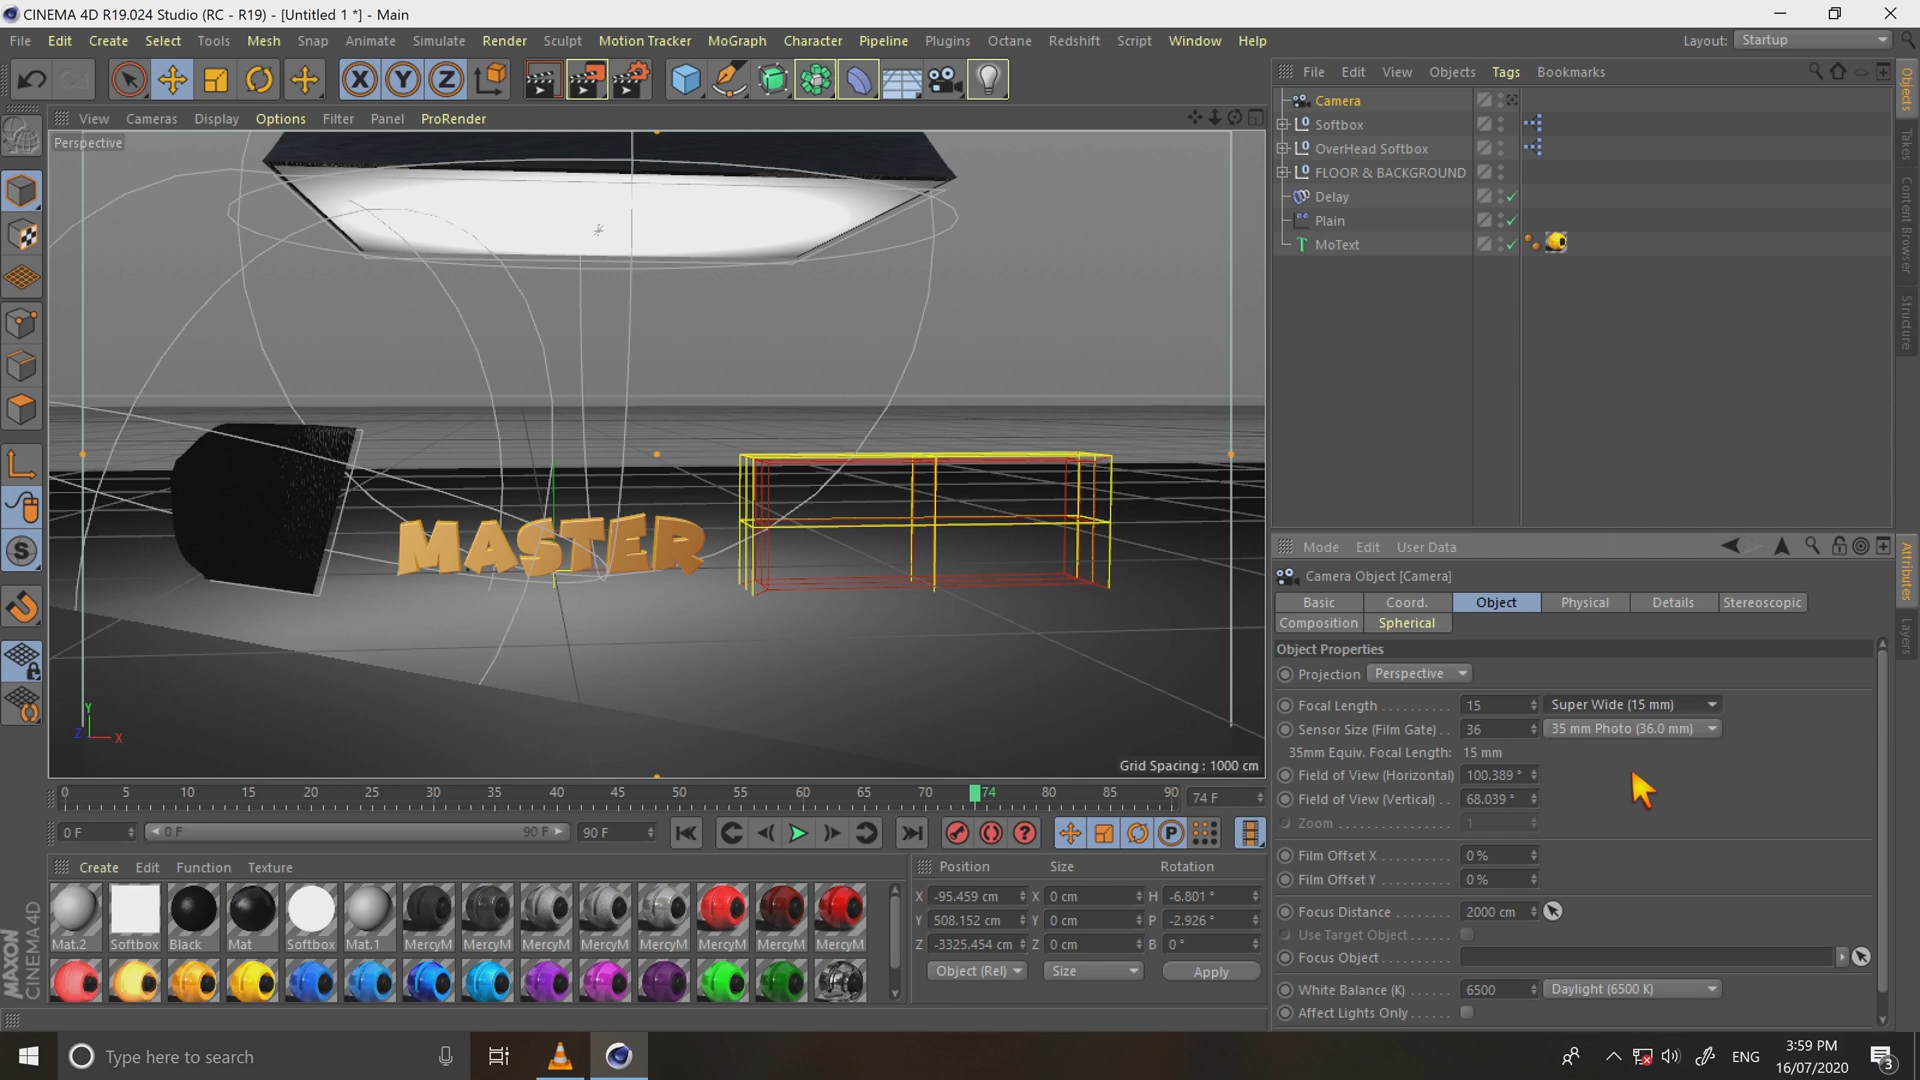 CINEMA 4D R19.024 Studio (RC - R19) - [Untitled 1 *] - Main
File Edit Create Select Tools Mesh Snap Animate Simulate Render Sculpt Motion Tracker MoGraph Character Pipeline Plugins Octane Redshift Script Window Help
Layout: Startup
X Y Z
File Edit View Objects Tags Bookmarks
View Cameras Display Options Filter Panel ProRender
Perspective
Camera
Softbox
OverHead Softbox
FLOOR & BACKGROUND
Delay
Plain
MoText
Objects
Takes
Content Browser
Structure
MASTER
Y
Z X
Grid Spacing : 1000 cm
Mode Edit User Data
Camera Object [Camera]
Basic Coord. Object Physical Details Stereoscopic
Composition Spherical
Object Properties
Projection Perspective
Focal Length 15 Super Wide (15 mm)
Sensor Size (Film Gate) 36 35 mm Photo (36.0 mm)
35mm Equiv. Focal Length: 15 mm
Field of View (Horizontal) 100.389 °
Field of View (Vertical) 68.039 °
Zoom 1
Film Offset X 0 %
Film Offset Y 0 %
Focus Distance 2000 cm
Use Target Object
Focus Object
White Balance (K) 6500 Daylight (6500 K)
Affect Lights Only
Attributes
Layers
0 5 10 15 20 25 30 35 40 45 50 55 60 65 70 74 80 85 90 74 F
0 F 0 F 90 F 90 F
Create Edit Function Texture
Mat.2 Softbox Black Mat Softbox Mat.1 MercyM MercyM MercyM MercyM MercyM MercyM MercyM MercyM
MAXON
CINEMA 4D
Position Size Rotation
X -95.459 cm X 0 cm H -6.801 °
Y 508.152 cm Y 0 cm P -2.926 °
Z -3325.454 cm Z 0 cm B 0 °
Object (Rel) Size Apply
Type here to search
ENG
3:59 PM
16/07/2020
3